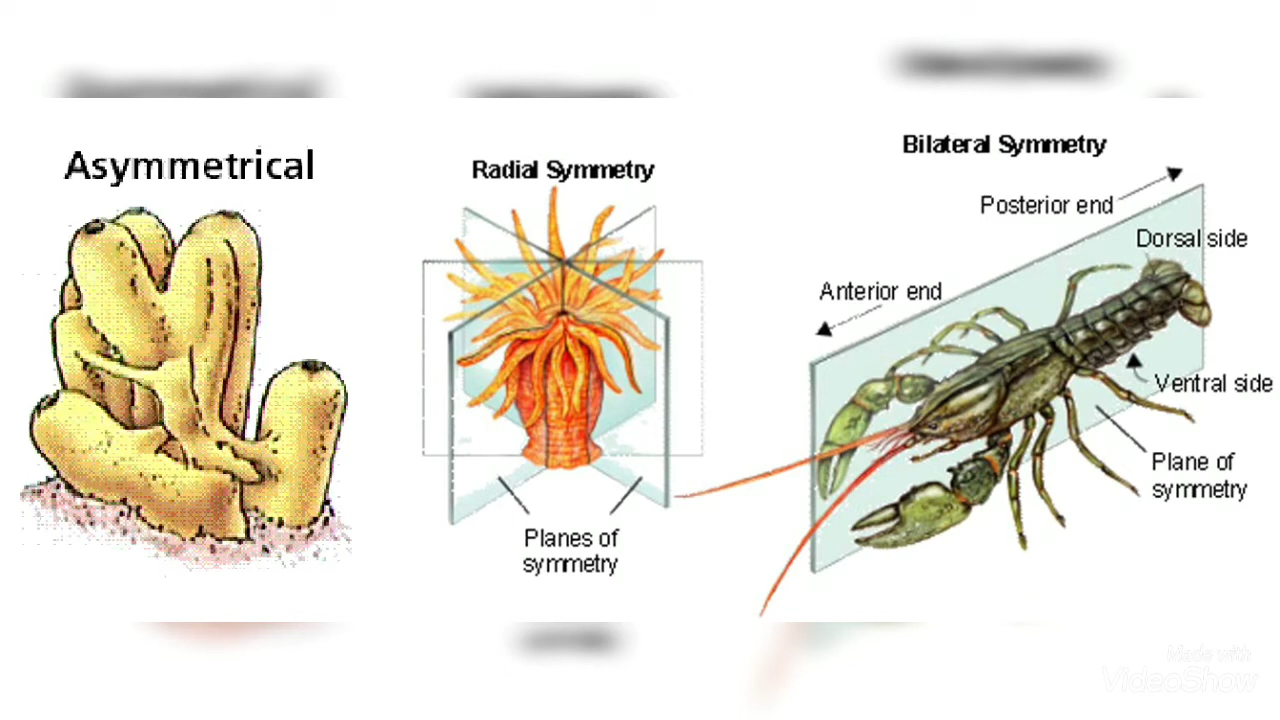 Asymmetrical
Radial Symmetry
Planes of
symmetry
Bilateral Symmetry
Posterior end
Dorsal side
Anterior end
Ventral side
Plane of
symmetry
Made with
VideoShow